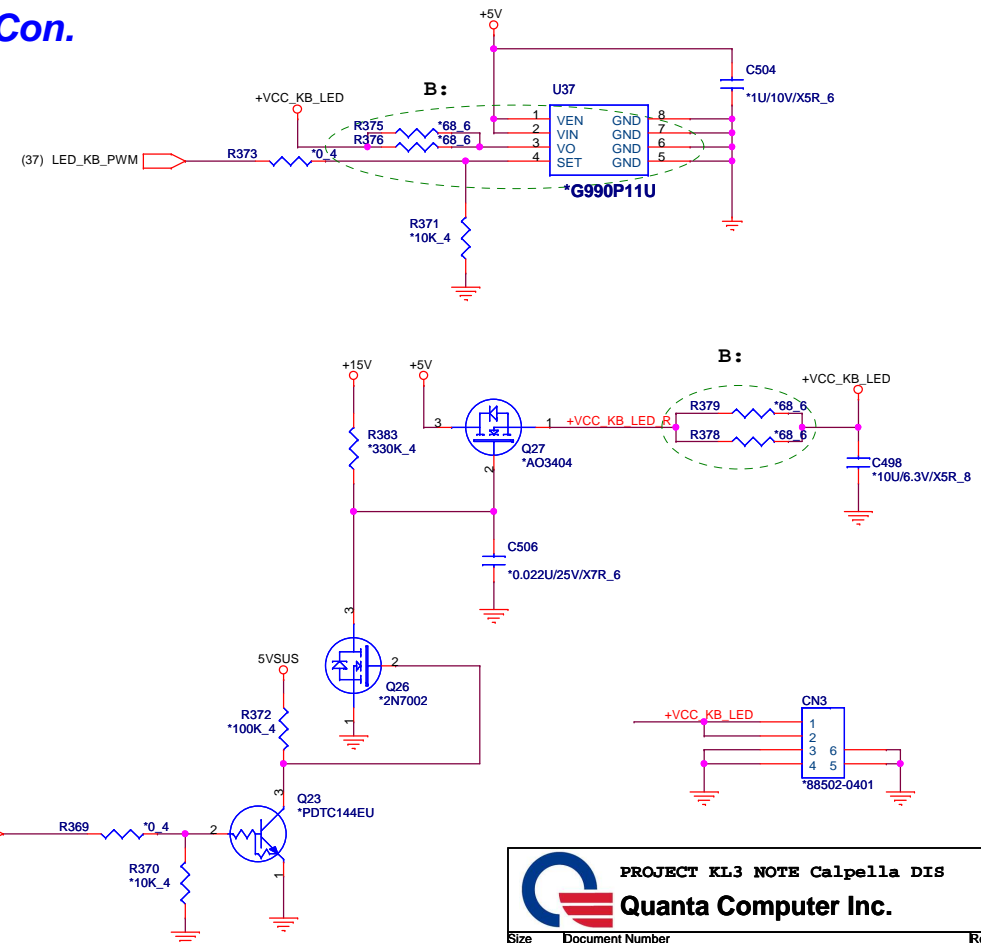 Con.
+5V
C504
*1U/10V/X5R_6
B:
U37
+VCC_KB_LED
R375 *68_6
R376 *68_6
1 VEN GND 8
2 VIN GND 7
3 VO GND 6
4 SET GND 5
*G990P11U
(37) LED_KB_PWM
R373 *0_4
R371
*10K_4
B:
+15V
+5V
+VCC_KB_LED
R379 *68_6
R378 *68_6
3
1
+VCC_KB_LED_R
Q27
*AO3404
2
R383
*330K_4
C498
*10U/6.3V/X5R_8
C506
*0.022U/25V/X7R_6
3
2
Q26
*2N7002
1
5VSUS
R372
*100K_4
+VCC_KB_LED
CN3
1
2
3 6
4 5
*88502-0401
3
Q23
*PDTC144EU
R369 *0_4
2
1
R370
*10K_4
PROJECT KL3 NOTE Calpella DIS
Quanta Computer Inc.
Size Document Number